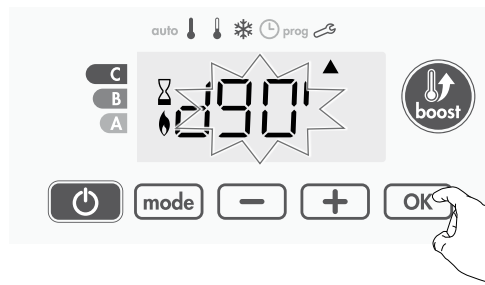 auto prog
C
B
A
d90'
boost
mode − + OK